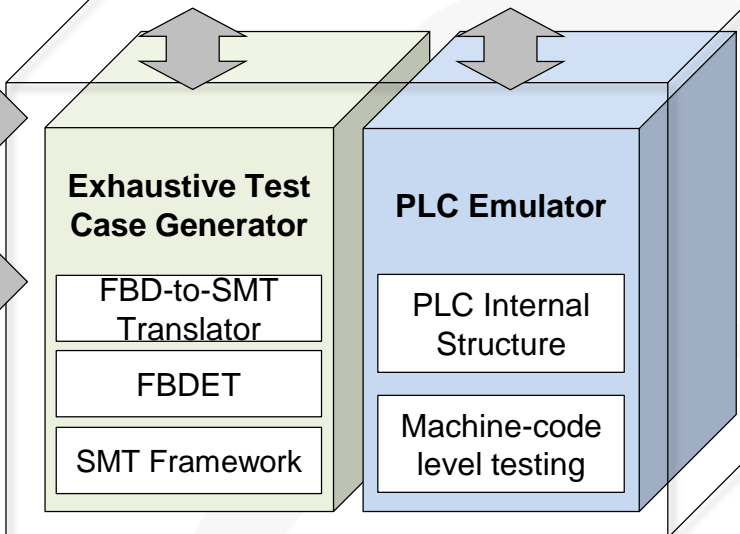 Exhaustive Test
Case Generator
FBD-to-SMT
Translator
FBDET
SMT Framework
PLC Emulator
PLC Internal
Structure
Machine-code
level testing